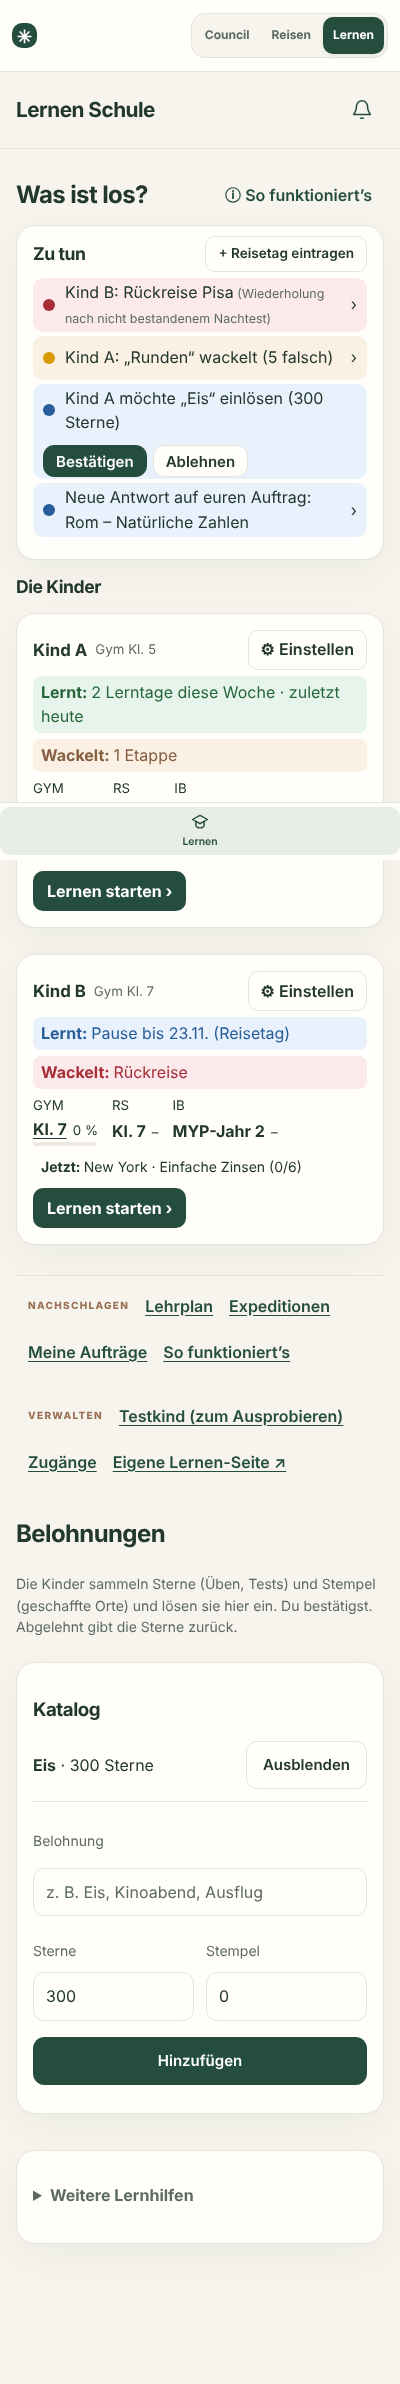 Council Reisen Lernen
Lernen Schule
Was ist los? ⓘ So funktioniert’s
Zu tun + Reisetag eintragen
Kind B: Rückreise Pisa (Wiederholung
nach nicht bestandenem Nachtest) ›
Kind A: „Runden“ wackelt (5 falsch) ›
Kind A möchte „Eis“ einlösen (300
Sterne)
Bestätigen Ablehnen
Neue Antwort auf euren Auftrag:
Rom – Natürliche Zahlen ›
Die Kinder
Kind A Gym Kl. 5 ⚙ Einstellen
Lernt: 2 Lerntage diese Woche · zuletzt
heute
Wackelt: 1 Etappe
GYM RS IB
Lernen
Lernen starten ›
Kind B Gym Kl. 7 ⚙ Einstellen
Lernt: Pause bis 23.11. (Reisetag)
Wackelt: Rückreise
GYM RS IB
Kl. 7 0 % Kl. 7 – MYP-Jahr 2 –
Jetzt: New York · Einfache Zinsen (0/6)
Lernen starten ›
NACHSCHLAGEN Lehrplan Expeditionen
Meine Aufträge So funktioniert’s
VERWALTEN Testkind (zum Ausprobieren)
Zugänge Eigene Lernen-Seite ↗
Belohnungen
Die Kinder sammeln Sterne (Üben, Tests) und Stempel
(geschaffte Orte) und lösen sie hier ein. Du bestätigst.
Abgelehnt gibt die Sterne zurück.
Katalog
Eis · 300 Sterne Ausblenden
Belohnung
z. B. Eis, Kinoabend, Ausflug
Sterne Stempel
300 0
Hinzufügen
▶ Weitere Lernhilfen